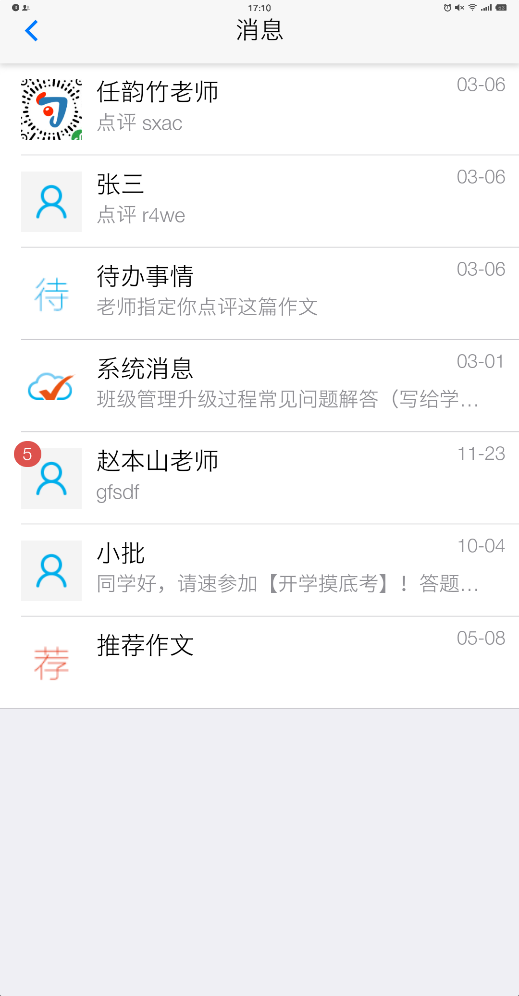 17:10
消息
任韵竹老师
03-06
点评 sxac
张三
03-06
点评 r4we
待
待办事情
03-06
老师指定你点评这篇作文
系统消息
03-01
班级管理升级过程常见问题解答（写给学...
5
赵本山老师
11-23
gfsdf
小批
10-04
同学好，请速参加【开学摸底考】！答题...
荐
推荐作文
05-08